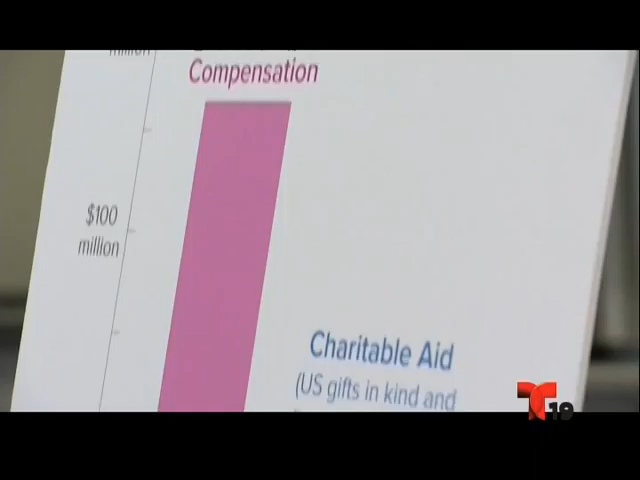 million
Compensation
$100
million
Charitable Aid
(US gifts in kind and
19